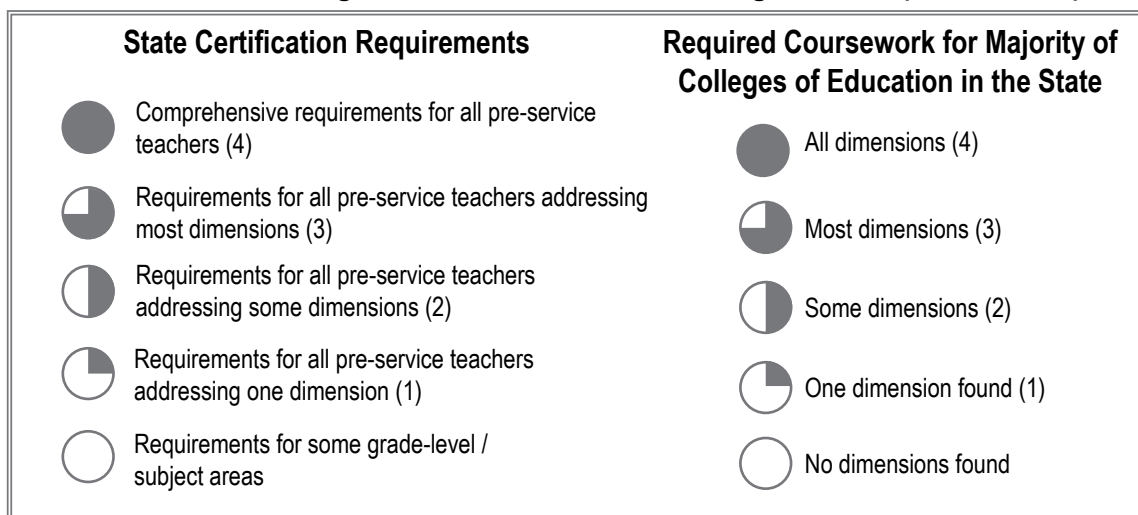 State Certification Requirements
Comprehensive requirements for all pre-service
teachers (4)
Requirements for all pre-service teachers addressing
most dimensions (3)
Requirements for all pre-service teachers
addressing some dimensions (2)
Requirements for all pre-service teachers
addressing one dimension (1)
Requirements for some grade-level /
subject areas
Required Coursework for Majority of
Colleges of Education in the State
All dimensions (4)
Most dimensions (3)
Some dimensions (2)
One dimension found (1)
No dimensions found